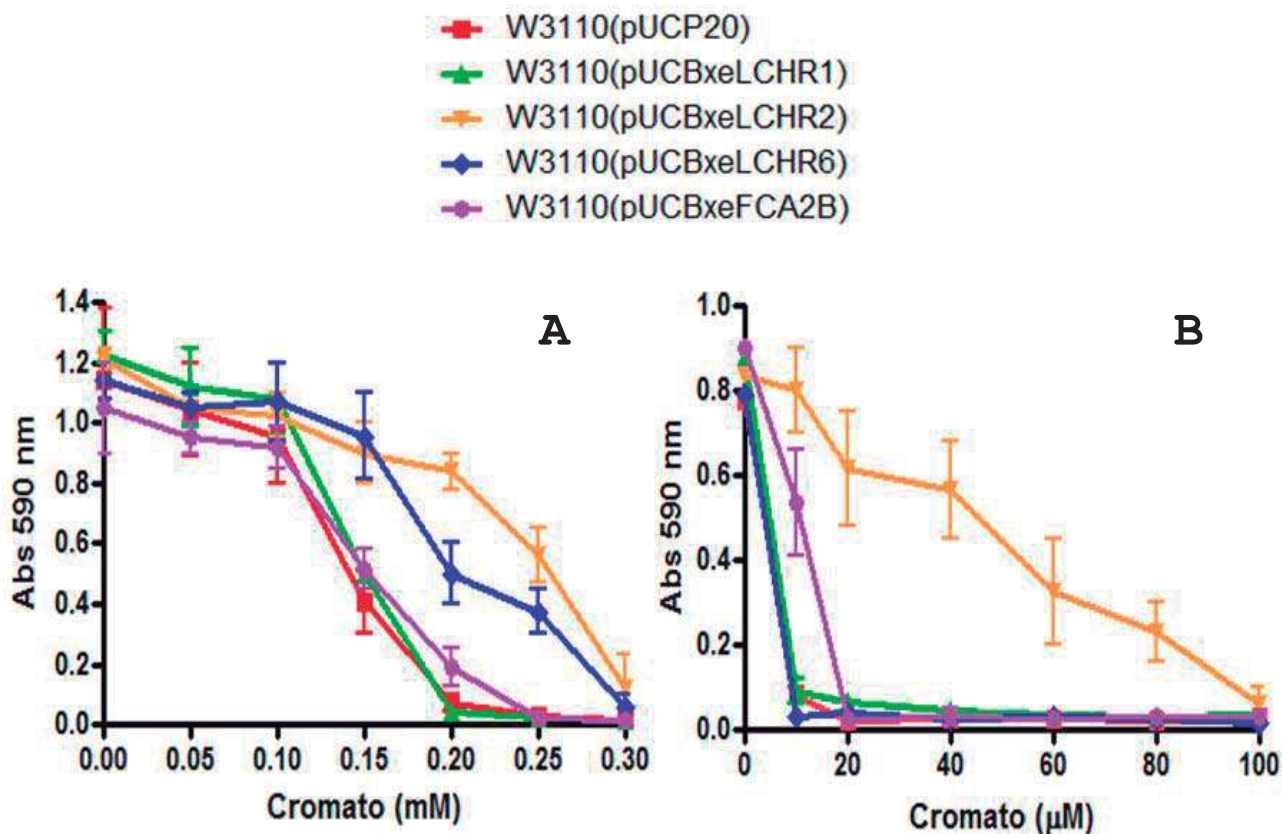 W3110(pUCP20)
W3110(pUCBxeLCHR1)
W3110(pUCBxeLCHR2)
W3110(pUCBxeLCHR6)
W3110(pUCBxeFCA2B)
A
Abs 590 nm
1.4
1.2
1.0
0.8
0.6
0.4
0.2
0.0
0.00 0.05 0.10 0.15 0.20 0.25 0.30
Cromato (mM)
B
Abs 590 nm
1.0
0.8
0.6
0.4
0.2
0.0
0 20 40 60 80 100
Cromato (µM)